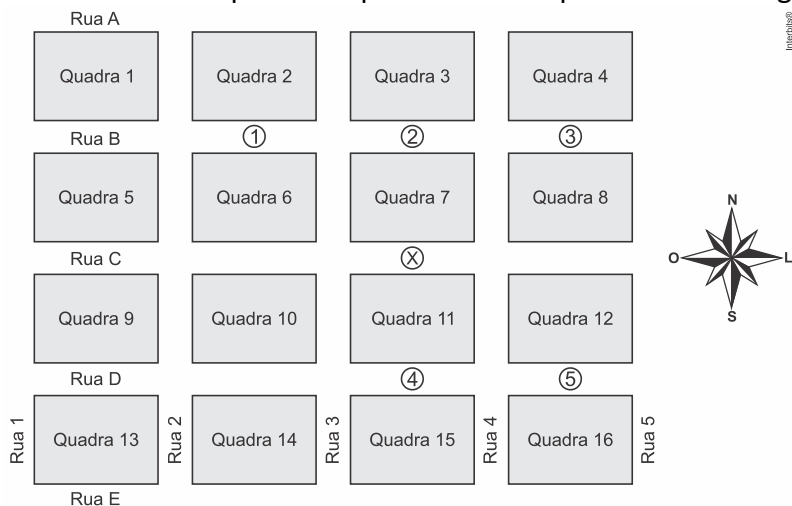 Rua A
Interbits®
Quadra 1 Quadra 2 Quadra 3 Quadra 4
Rua B 1 2 3
Quadra 5 Quadra 6 Quadra 7 Quadra 8
N
Rua C X O L
S
Quadra 9 Quadra 10 Quadra 11 Quadra 12
Rua D 4 5
Rua 1 Quadra 13 Rua 2 Quadra 14 Rua 3 Quadra 15 Rua 4 Quadra 16 Rua 5
Rua E